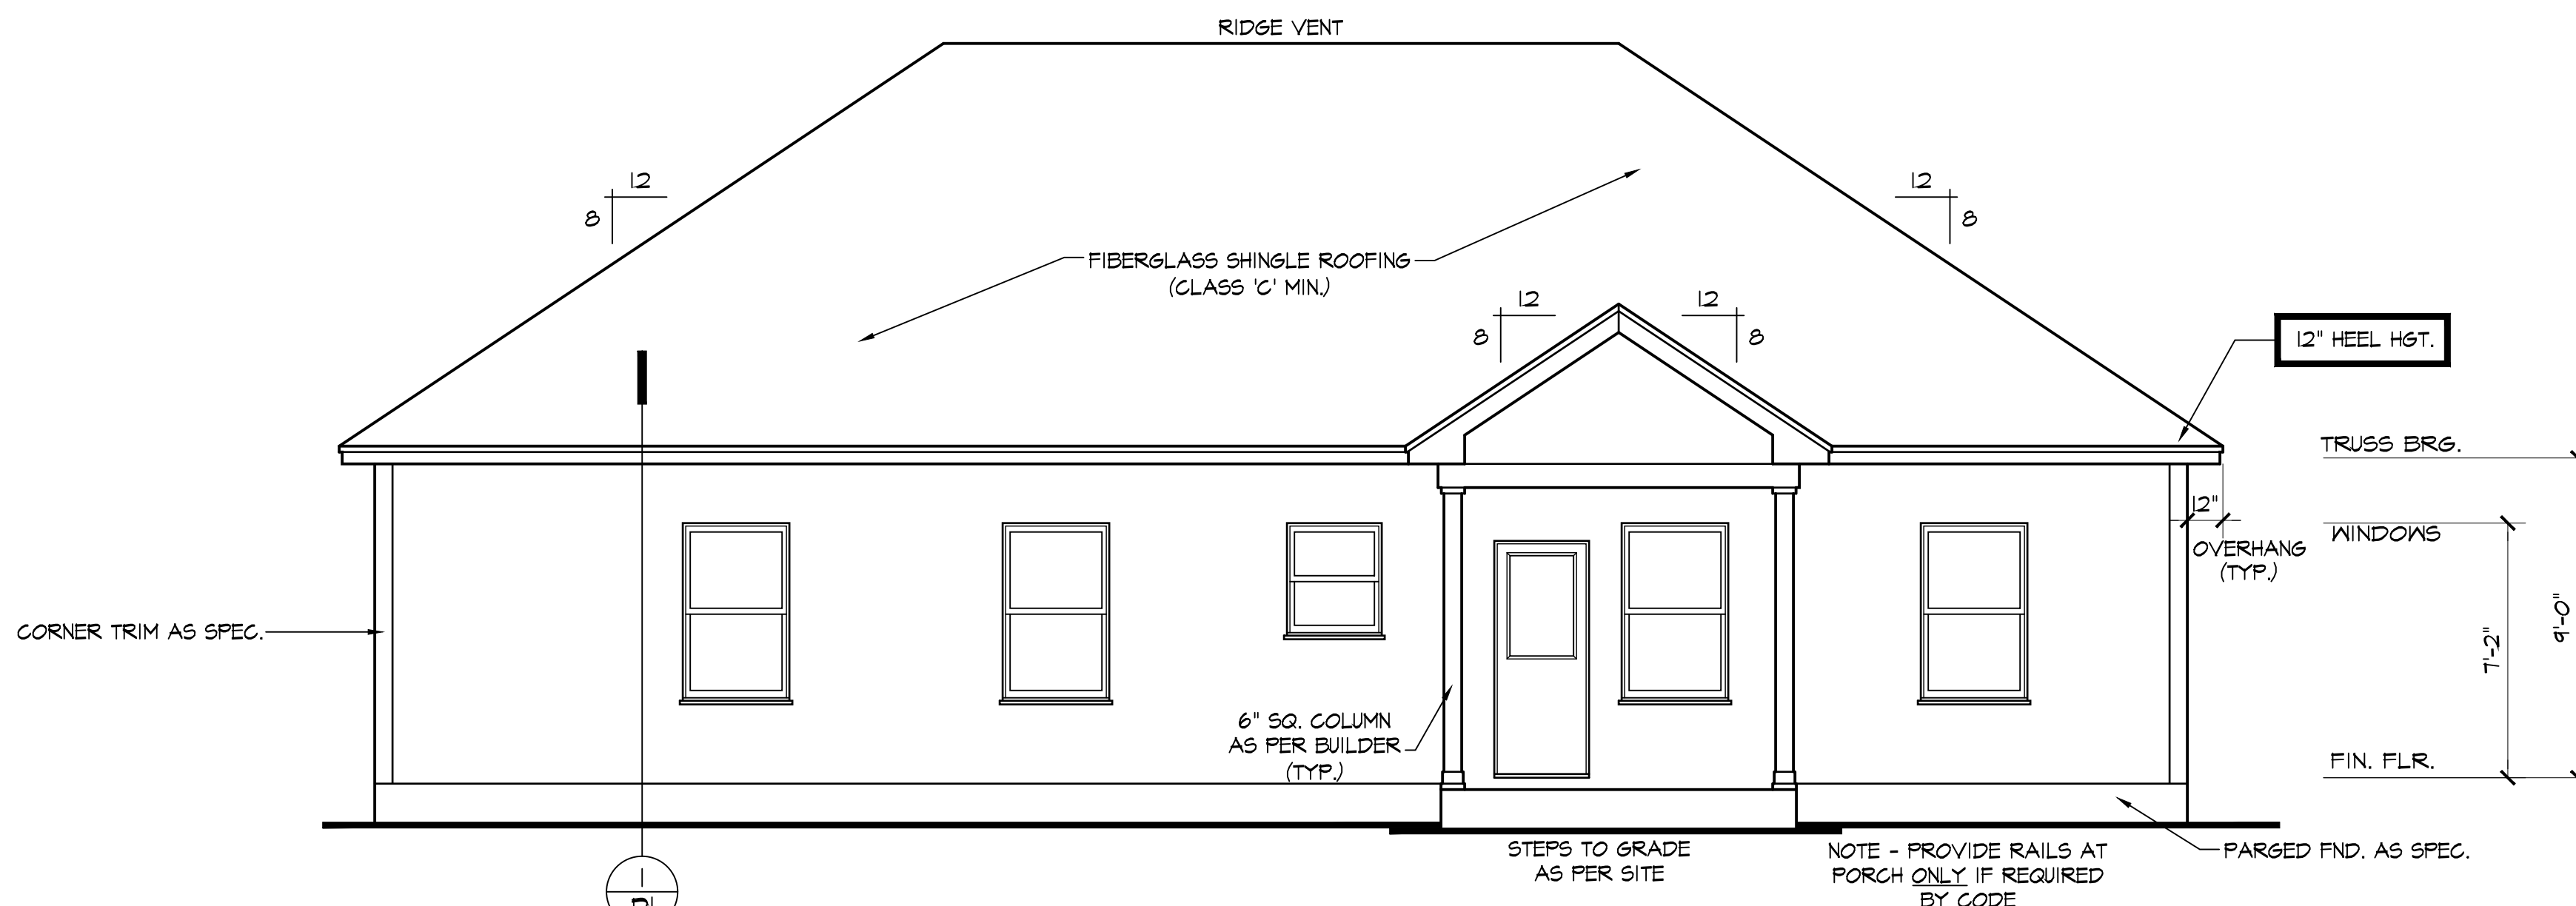 RIDGE VENT
12
8
12
8
FIBERGLASS SHINGLE ROOFING
(CLASS 'C' MIN.)
12
8
12
8
12" HEEL HGT.
TRUSS BRG.
12"
WINDOWS
OVERHANG
(TYP.)
9'-0"
7'-2"
CORNER TRIM AS SPEC.
6" SQ. COLUMN
AS PER BUILDER
(TYP.)
FIN. FLR.
STEPS TO GRADE
AS PER SITE
NOTE - PROVIDE RAILS AT
PORCH ONLY IF REQUIRED
BY CODE
PARGED FND. AS SPEC.
1